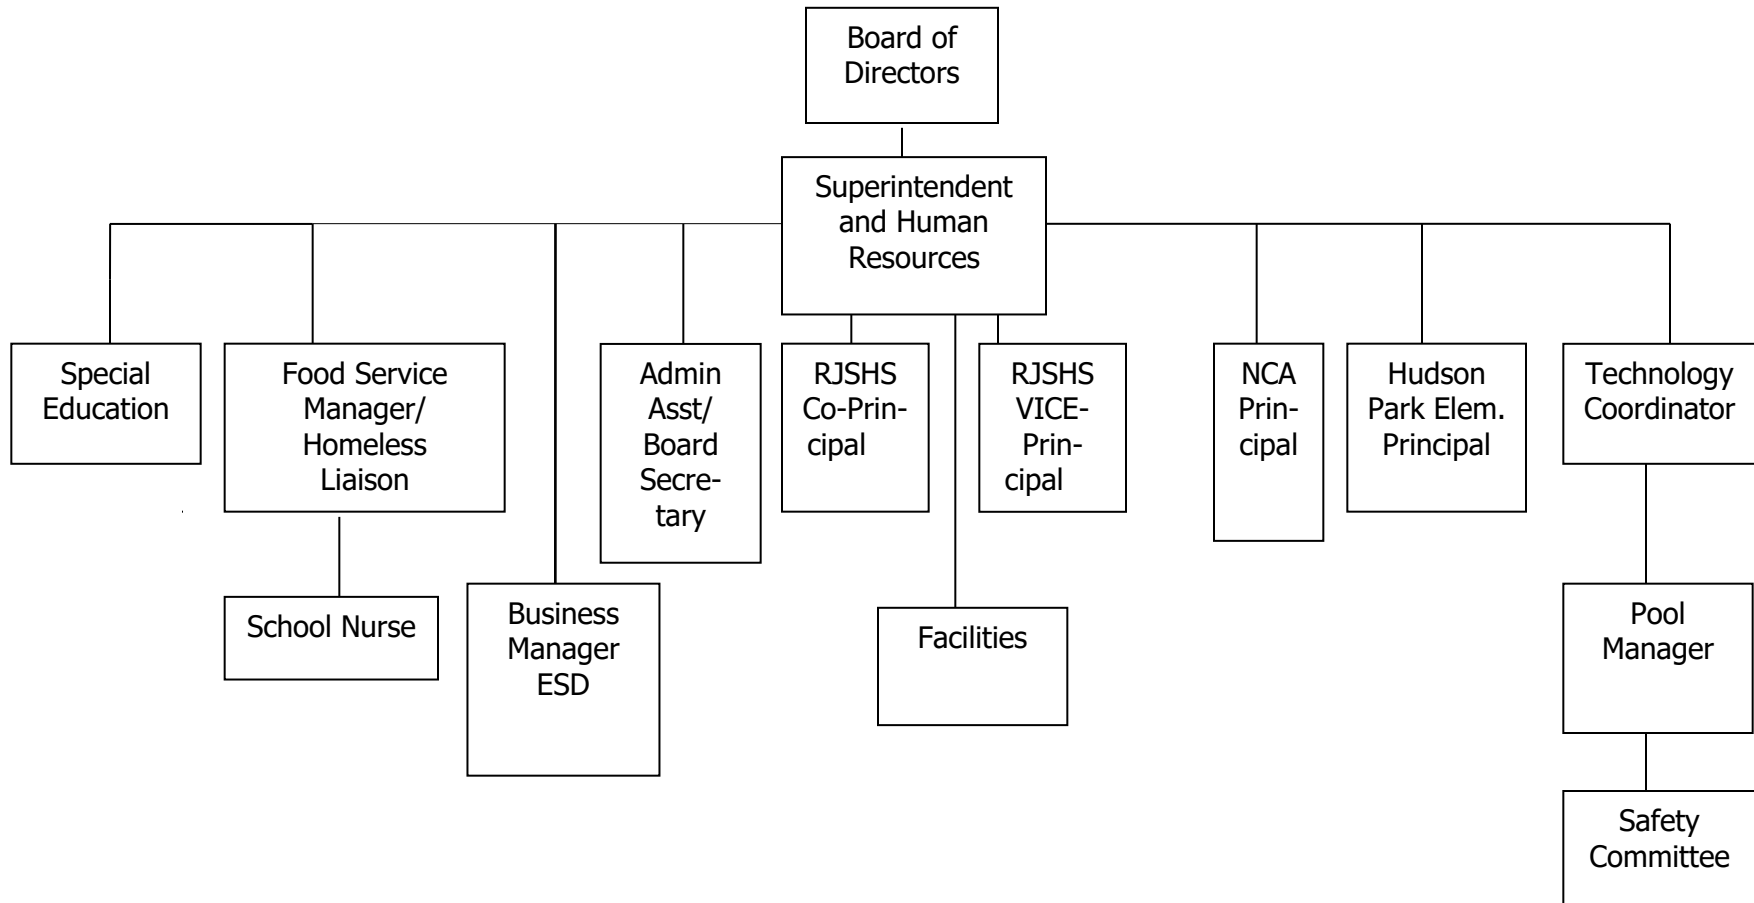 Board of
Directors
Superintendent
and Human
Resources
Special
Education
Food Service
Manager/
Homeless
Liaison
Admin
Asst/
Board
Secre-
tary
RJSHS
Co-Prin-
cipal
RJSHS
VICE-
Prin-
cipal
NCA
Prin-
cipal
Hudson
Park Elem.
Principal
Technology
Coordinator
School Nurse
Business
Manager
ESD
Facilities
Pool
Manager
Safety
Committee